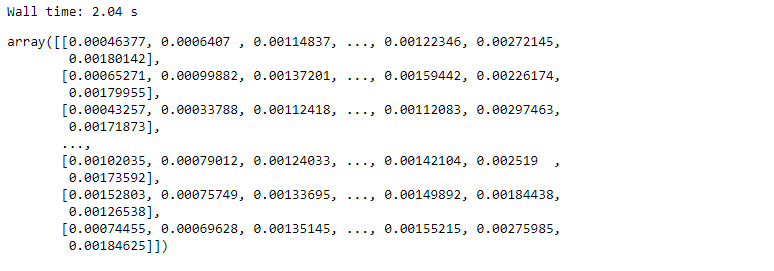 Wall time: 2.04 s
array([[0.00046377, 0.0006407 , 0.00114837, ..., 0.00122346, 0.00272145,
        0.00180142],
       [0.00065271, 0.00099882, 0.00137201, ..., 0.00159442, 0.00226174,
        0.00179955],
       [0.00043257, 0.00033788, 0.00112418, ..., 0.00112083, 0.00297463,
        0.00171873],
       ...,
       [0.00102035, 0.00079012, 0.00124033, ..., 0.00142104, 0.002519  ,
        0.00173592],
       [0.00152803, 0.00075749, 0.00133695, ..., 0.00149892, 0.00184438,
        0.00126538],
       [0.00074455, 0.00069628, 0.00135145, ..., 0.00155215, 0.00275985,
        0.00184625]])